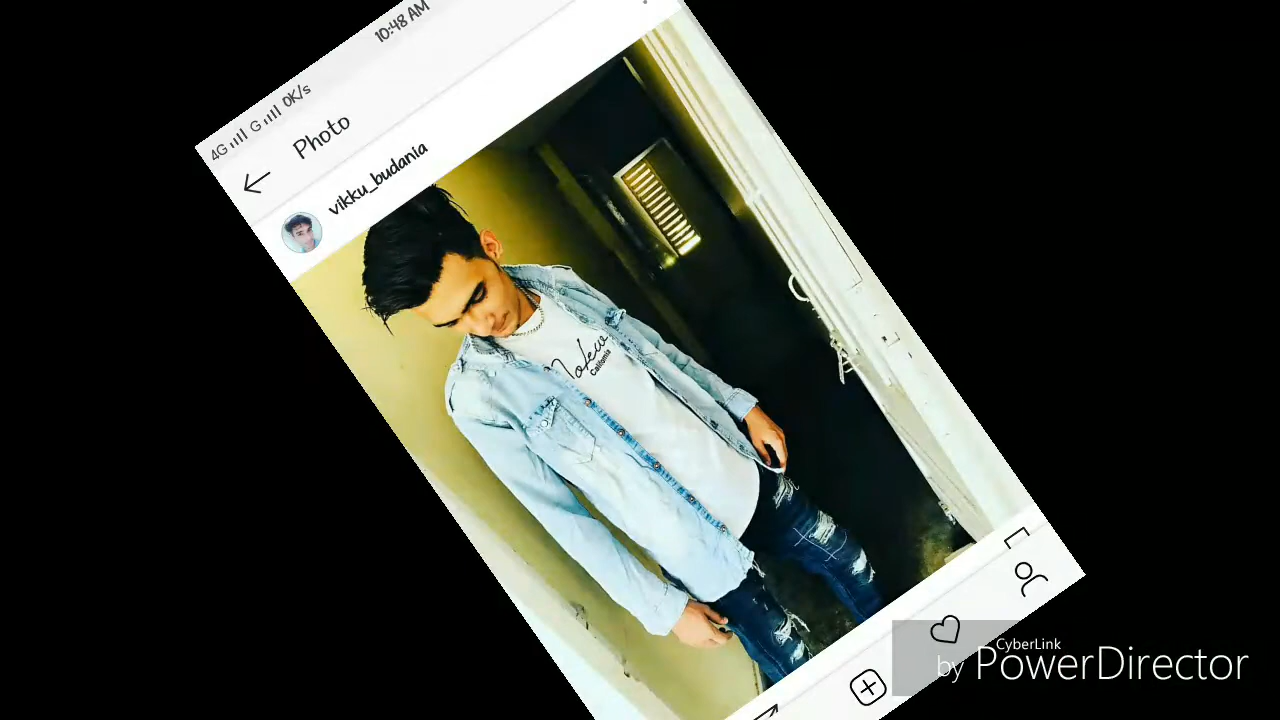 10:48 AM
4G G 0K/s
Photo
vikku_budania
California
CyberLink
by PowerDirector